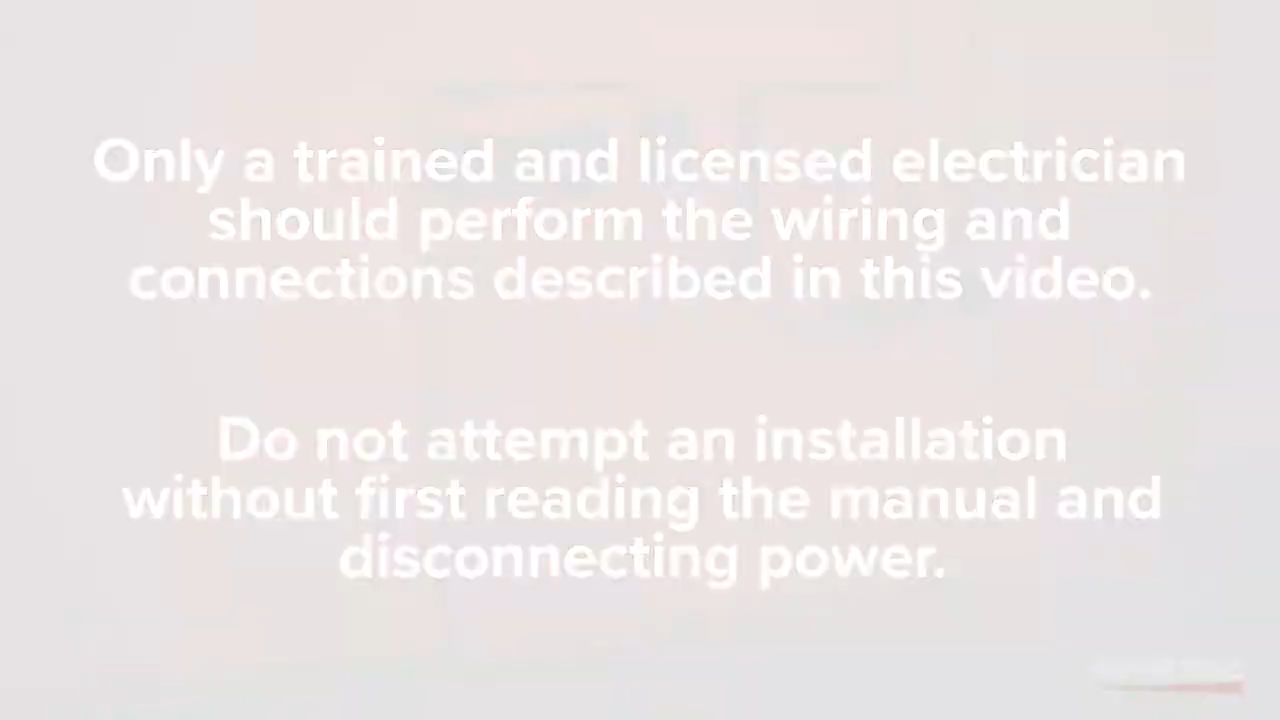 Only a trained and licensed electrician
should perform the wiring and
connections described in this video.
Do not attempt an installation
without first reading the manual and
disconnecting power.